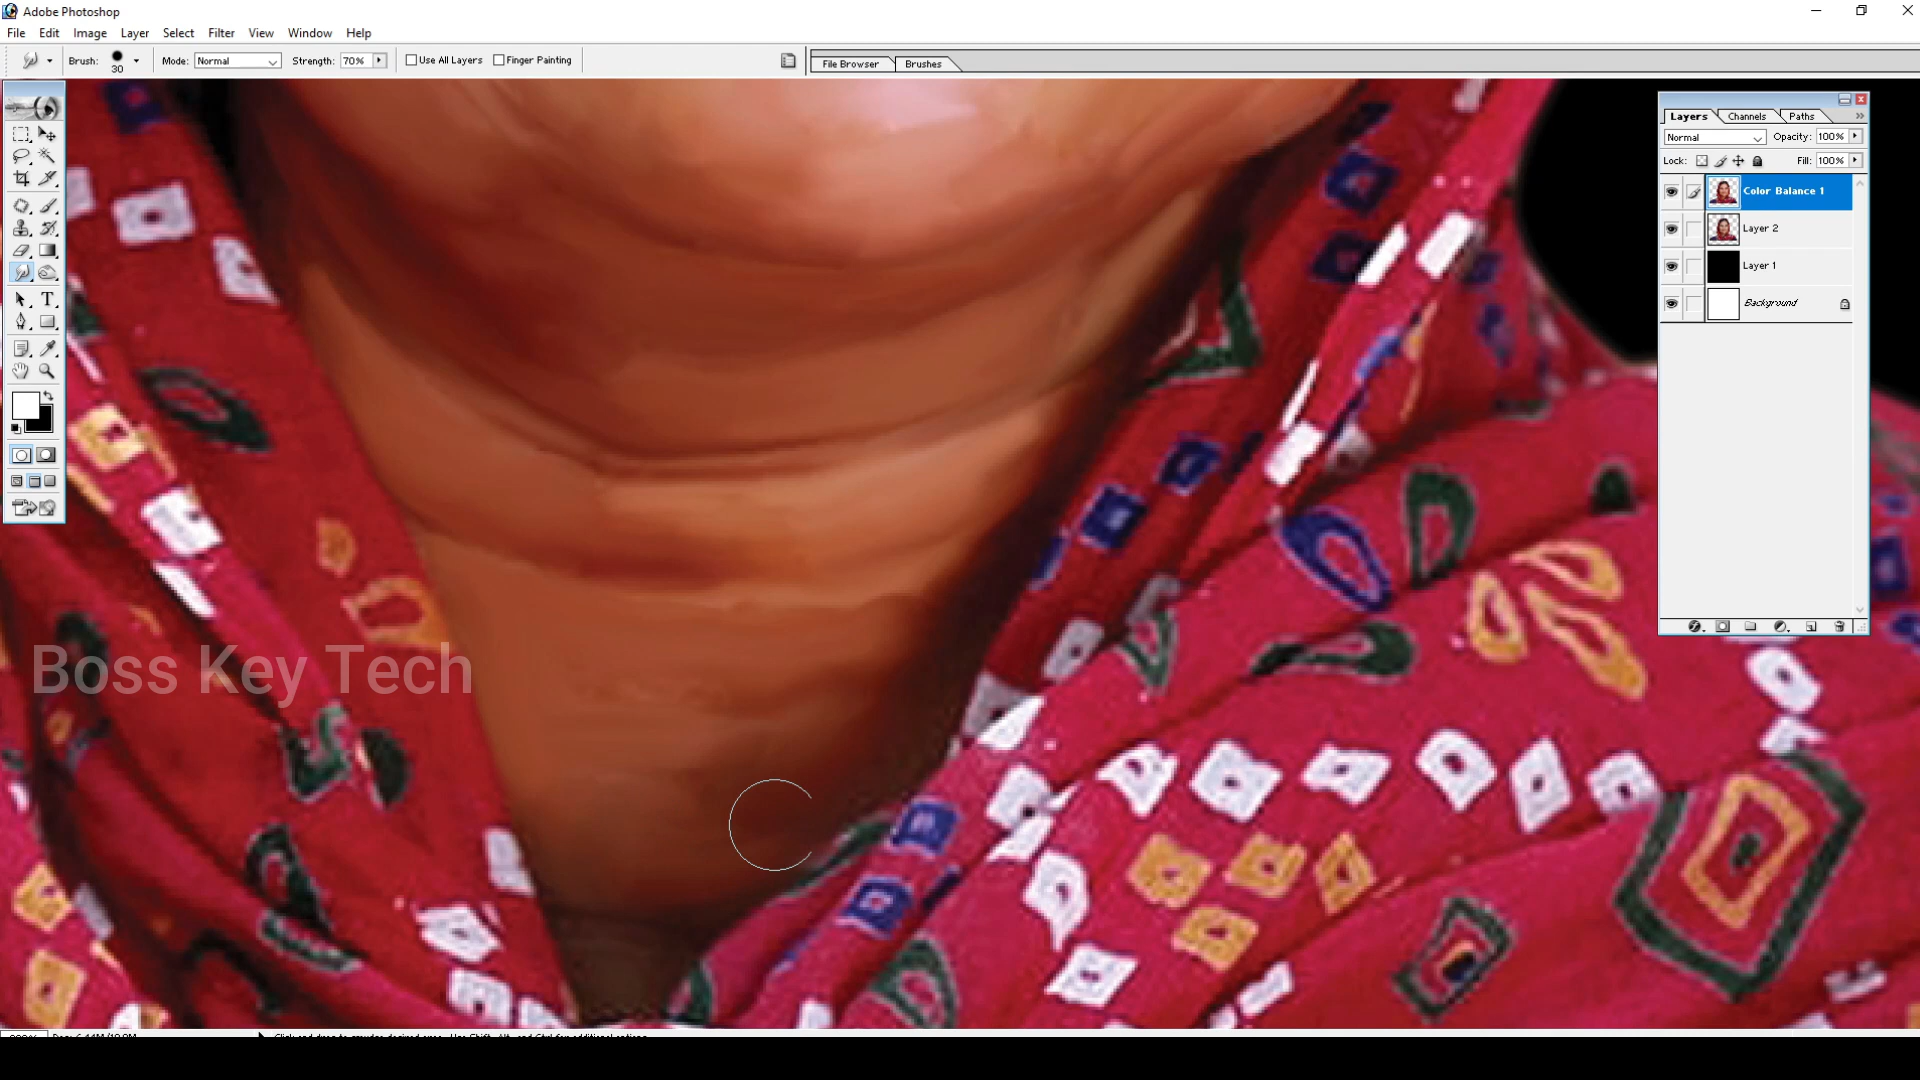 Adobe Photoshop
File Edit Image Layer Select Filter View Window Help
Brush: 30 Mode: Normal Strength: 70% Use All Layers Finger Painting File Browser Brushes
Layers Channels Paths
Normal Opacity: 100%
Lock: Fill: 100%
Color Balance 1
Layer 2
Layer 1
Background
Boss Key Tech